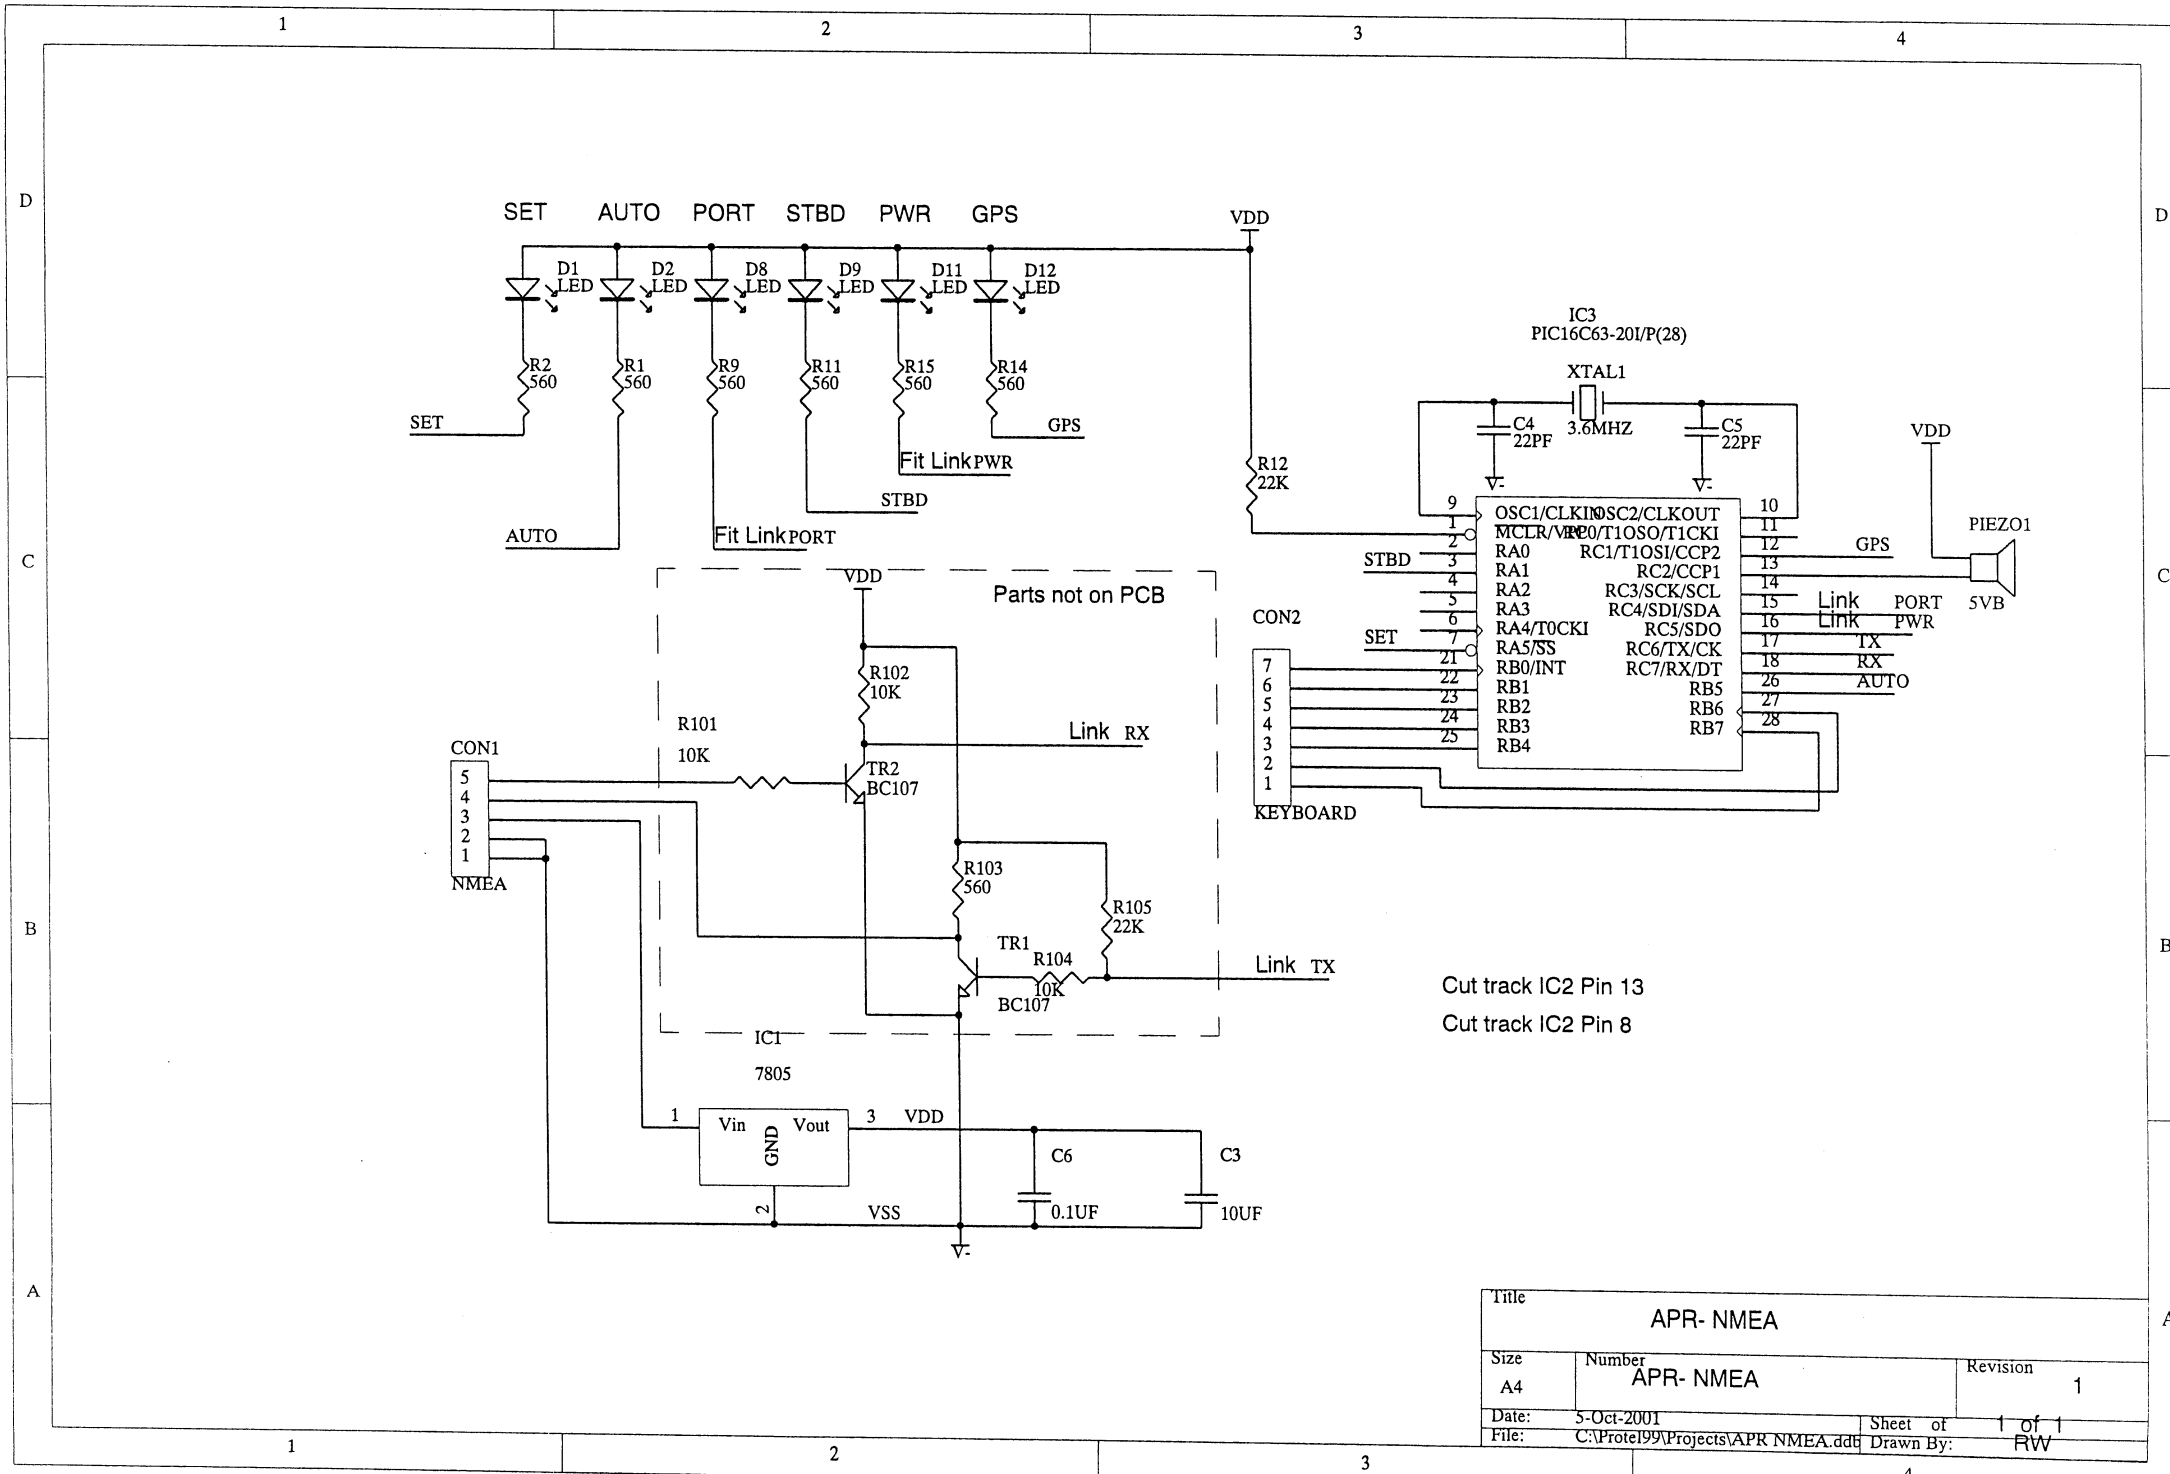 1 2 3 4
D D
SET AUTO PORT STBD PWR GPS
VDD
D1 LED
D2 LED
D8 LED
D9 LED
D11 LED
D12 LED
R2 560
R1 560
R9 560
R11 560
R15 560
R14 560
SET
GPS
Fit Link PWR
STBD
AUTO
Fit Link PORT
R12 22K
IC3
PIC16C63-20I/P(28)
XTAL1
3.6MHZ
C4 22PF
C5 22PF
V-
V-
VDD
PIEZO1
5VB
9 OSC1/CLKIN
1 MCLR/VPP
2 RA0
STBD 3 RA1
4 RA2
5 RA3
6 RA4/T0CKI
SET 7 RA5/SS
21 RB0/INT
22 RB1
23 RB2
24 RB3
25 RB4
OSC2/CLKOUT 10
RC0/T1OSO/T1CKI 11
RC1/T1OSI/CCP2 12 GPS
RC2/CCP1 13
RC3/SCK/SCL 14
RC4/SDI/SDA 15 Link PORT
RC5/SDO 16 Link PWR
RC6/TX/CK 17 TX
RC7/RX/DT 18 RX
RB5 26 AUTO
RB6 27
RB7 28
CON2
7
6
5
4
3
2
1
KEYBOARD
C C
VDD
Parts not on PCB
R102
10K
R101
10K
Link RX
TR2
BC107
CON1
5
4
3
2
1
NMEA
R103
560
R105
22K
TR1
BC107
R104
10K
Link TX
B B
Cut track IC2 Pin 13
Cut track IC2 Pin 8
IC1
7805
1 Vin GND Vout 3 VDD
2
VSS
C6
0.1UF
C3
10UF
V-
A A
Title
APR- NMEA
Size
A4
Number
APR- NMEA
Revision
1
Date: 5-Oct-2001
Sheet of 1 of 1
File: C:\Protel99\Projects\APR NMEA.ddb
Drawn By: RW
1 2 3 4